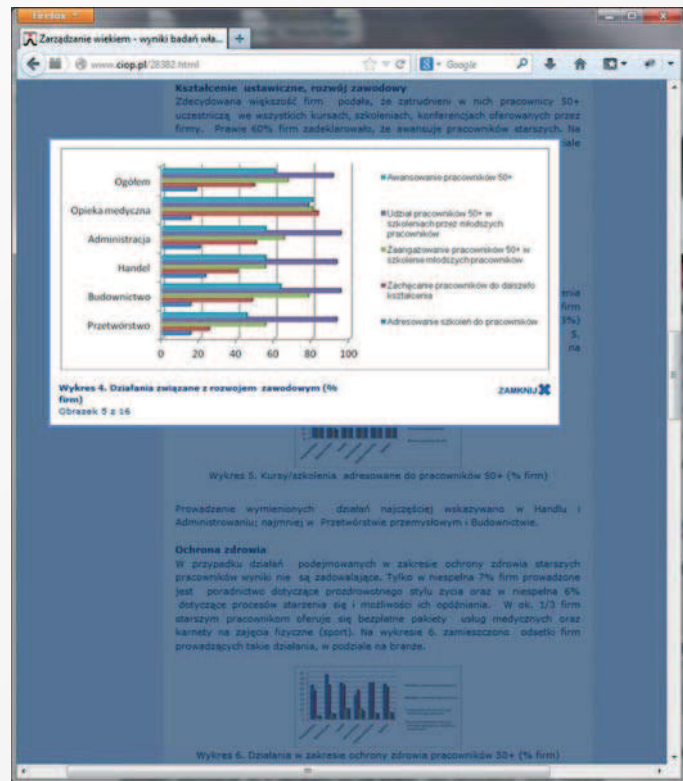 Firefox
Zarządzanie wiekiem - wyniki badań wła...
www.ciop.pl/28382.html
Google
Kształcenie ustawiczne, rozwój zawodowy
Zdecydowana większość firm podała, że zatrudnieni w nich pracownicy 50+
uczestniczą we wszystkich kursach, szkoleniach, konferencjach oferowanych przez
firmy. Prawie 60% firm zadeklarowało, że awansuje pracowników starszych. Na
Ogółem
Opieka medyczna
Administracja
Handel
Budownictwo
Przetwórstwo
0 20 40 60 80 100
Awansowanie pracowników 50+
Udział pracowników 50+ w
szkoleniach przez młodszych
pracowników
Zaangażowanie pracowników 50+ w
szkolenie młodszych pracowników
Zachęcanie pracowników do dalszeło
kształcenia
Adresowanie szkoleń do pracowników
firm
5.
na
Wykres 4. Działania związane z rozwojem zawodowym (%
firm)
Obrazek 5 z 16
ZAMKNIJ
Wykres 5. Kursy/szkolenia adresowane do pracowników 50+ (% firm)
Prowadzenie wymienionych działań najczęściej wskazywano w Handlu i
Administrowaniu; najmniej w Przetwórstwie przemysłowym i Budownictwie.
Ochrona zdrowia
W przypadku działań podejmowanych w zakresie ochrony zdrowia starszych
pracowników wyniki nie są zadowalające. Tylko w niespełna 7% firm prowadzone
jest poradnictwo dotyczące prozdrowotnego stylu życia oraz w niespełna 6%
dotyczące procesów starzenia się i możliwości ich opóźniania. W ok. 1/3 firm
starszym pracownikom oferuje się bezpłatne pakiety usług medycznych oraz
karnety na zajęcia fizyczne (sport). Na wykresie 6. zamieszczono odsetki firm
prowadzących takie działania, w podziale na branże.
Wykres 6. Działania w zakresie ochrony zdrowia pracowników 50+ (% firm)